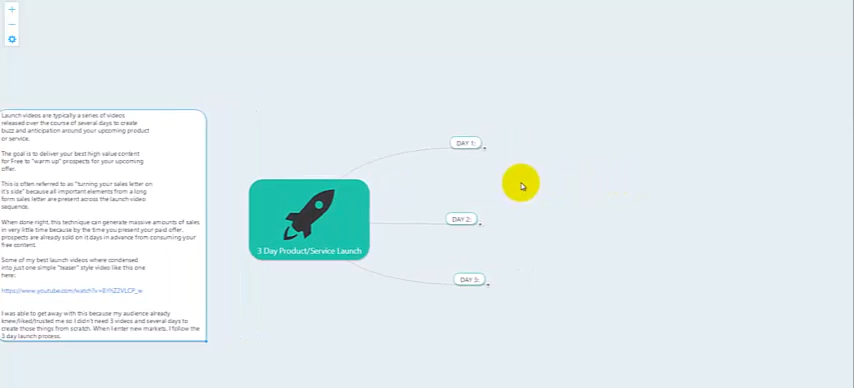 Launch videos are typically a series of videos
released over the course of several days to create
buzz and anticipation around your upcoming product
or service.
The goal is to deliver your best high value content
for Free to "warm up" prospects for your upcoming
offer.
This is often referred to as "turning your sales letter on
it's side" because all important elements from a long
form sales letter are present across the launch video
sequence.
When done right, this technique can generate massive amounts of sales
in very little time because by the time you present your paid offer,
prospects are already sold on it days in advance from consuming your
free content.
Some of my best launch videos where condensed
into just one simple "teaser" style video like this one
here:
I was able to get away with this because my audience already
knew/liked/trusted me so I didn't need 3 videos and several days to
create those things from scratch. When I enter new markets, I follow the
3 day launch process.
3 Day Product/Service Launch
DAY 1:
DAY 2:
DAY 3: